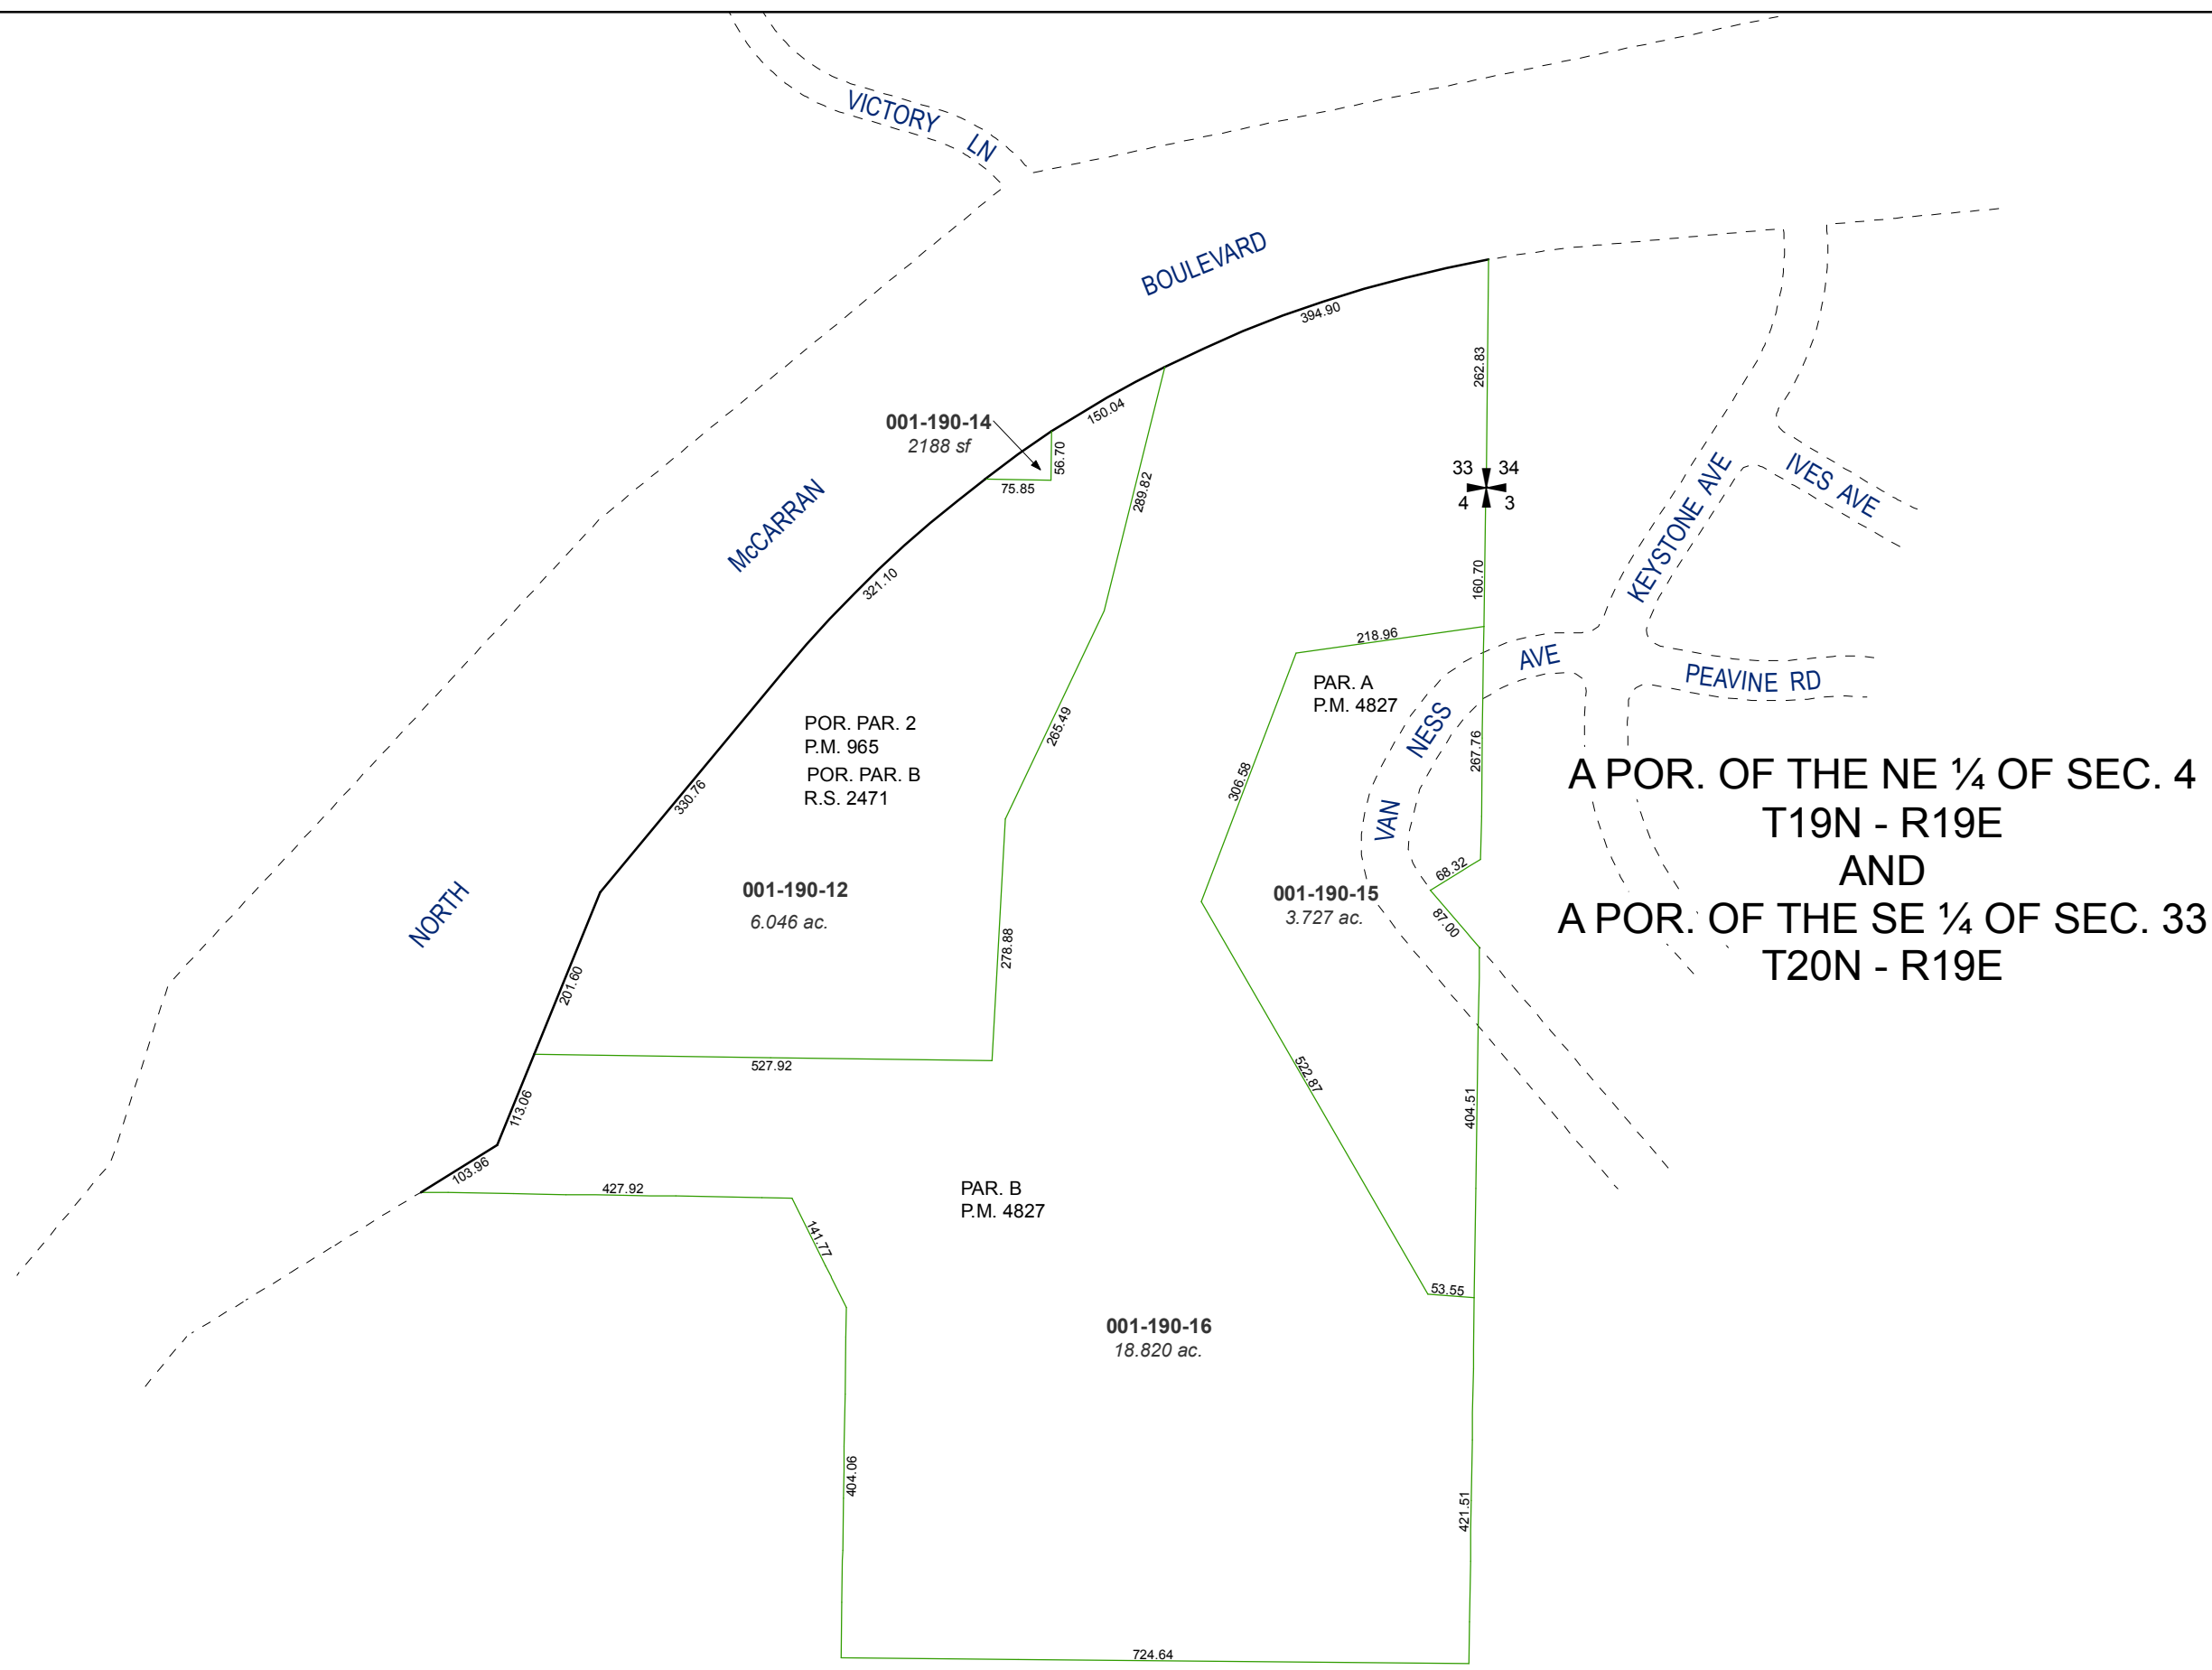 VICTORY LN
BOULEVARD
394.90
262.83
150.04
001-190-14
2188 sf
56.70
75.85
289.82
33 34
4 3
KEYSTONE AVE
IVES AVE
McCARRAN
321.10
160.70
218.96
AVE
PEAVINE RD
PAR. A
P.M. 4827
NESS
VAN
265.49
267.76
POR. PAR. 2
P.M. 965
POR. PAR. B
R.S. 2471
330.76
306.58
A POR. OF THE NE ¼ OF SEC. 4
T19N - R19E
AND
A POR. OF THE SE ¼ OF SEC. 33
T20N - R19E
68.32
87.00
001-190-12
6.046 ac.
001-190-15
3.727 ac.
NORTH
278.88
201.60
527.92
522.87
113.06
404.51
103.96
427.92
141.77
PAR. B
P.M. 4827
53.55
001-190-16
18.820 ac.
404.06
421.51
724.64